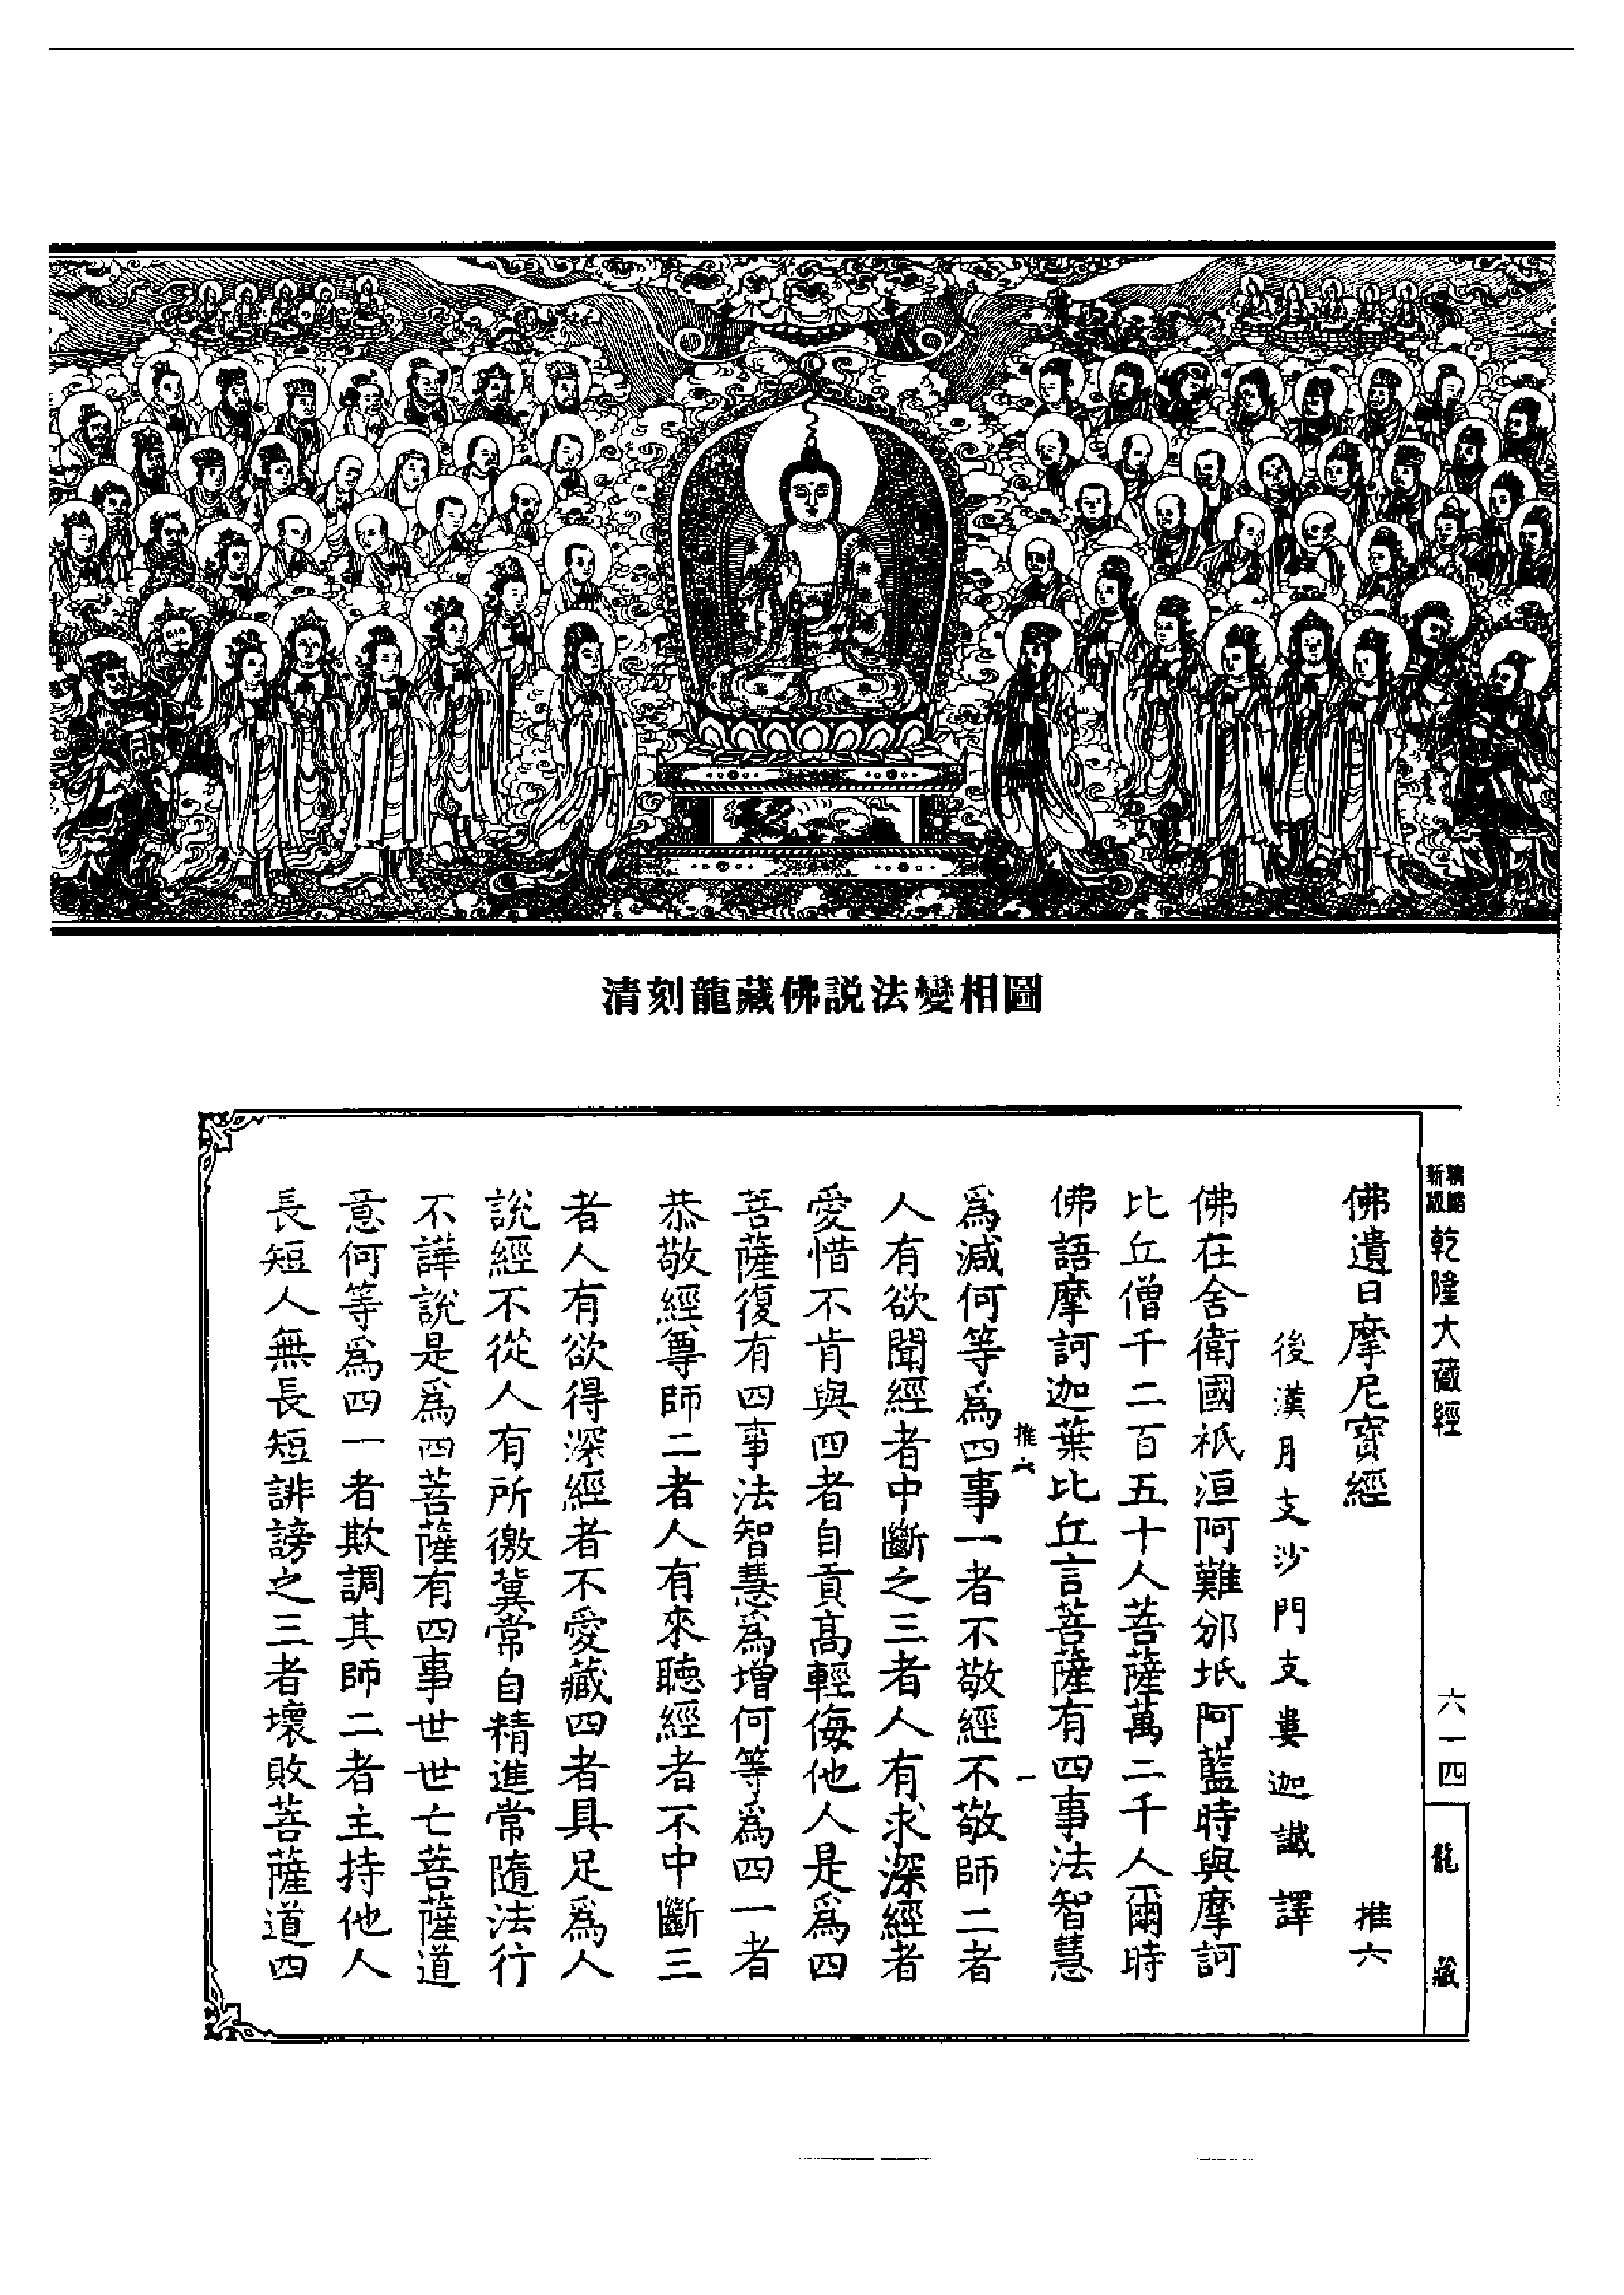 清刻龍藏佛説法變相圖
新版
乾隆大藏經
六一四
龍藏
佛遺日摩尼寳經
推六
後漢月支沙門支婁迦讖譯
佛在舍衛國祇洹阿難邠坻阿藍時與摩訶
比丘僧千二百五十人菩薩萬二千人爾時
佛語摩訶迦葉比丘言菩薩有四事法智慧
推六
一
爲減何等爲四事一者不敬經不敬師二者
人有欲聞經者中斷之三者人有求深經者
愛惜不肯與四者自貢高輕侮他人是爲四
菩薩復有四事法智慧爲增何等爲四一者
恭敬經尊師二者人有來聽經者不中斷三
者人有欲得深經者不愛藏四者具足爲人
說經不從人有所徼冀常自精進常隨法行
不譁說是爲四菩薩有四事世世亡菩薩道
意何等爲四一者欺調其師二者主持他人
長短人無長長短誹謗之三者壞敗菩薩道四